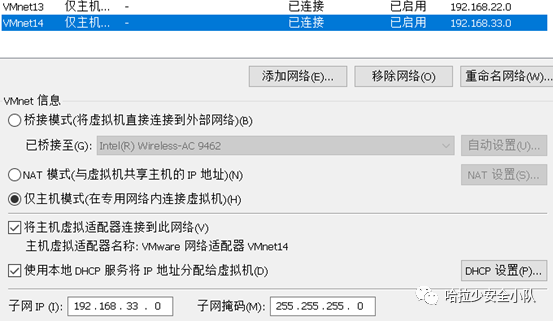 VMnet13 仅主机... - 已连接 已启用 192.168.22.0
VMnet14 仅主机... - 已连接 已启用 192.168.33.0
添加网络(E)... 移除网络(O) 重命名网络(W)...
VMnet 信息
桥接模式(将虚拟机直接连接到外部网络)(B)
已桥接至(G): Intel(R) Wireless-AC 9462 自动设置(U)...
NAT 模式(与虚拟机共享主机的 IP 地址)(N) NAT 设置(S)...
仅主机模式(在专用网络内连接虚拟机)(H)
将主机虚拟适配器连接到此网络(V)
主机虚拟适配器名称: VMware 网络适配器 VMnet14
使用本地 DHCP 服务将 IP 地址分配给虚拟机(D) DHCP 设置(P)...
子网 IP (I): 192 .168 . 33 . 0 子网掩码(M): 255 .255 .255 . 0
哈拉少安全小队